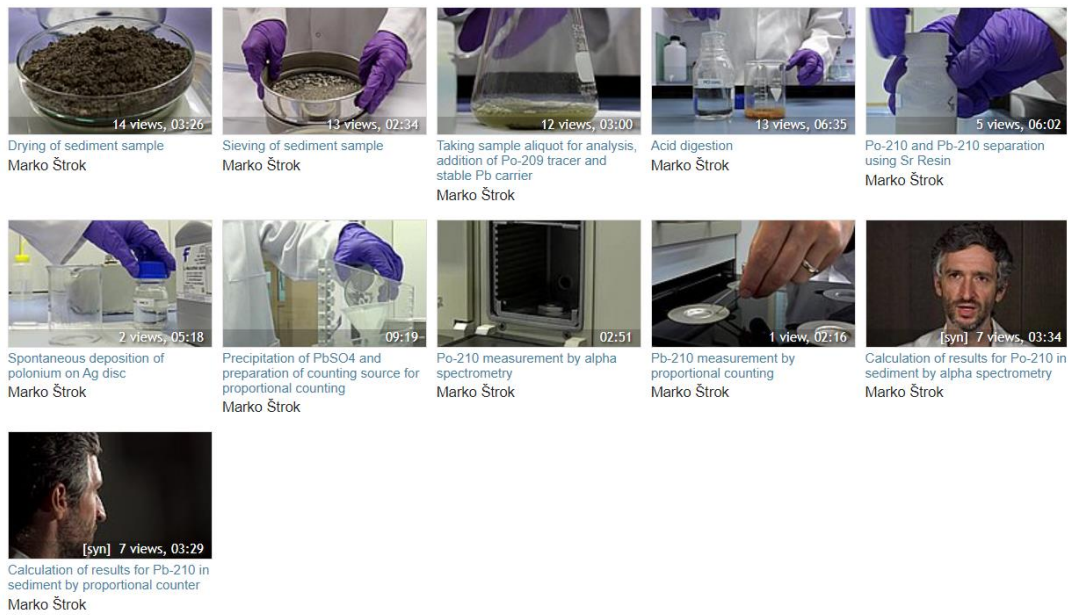 14 views, 03:26
Drying of sediment sample
Marko Štrok
13 views, 02:34
Sieving of sediment sample
Marko Štrok
12 views, 03:00
Taking sample aliquot for analysis,
addition of Po-209 tracer and
stable Pb carrier
Marko Štrok
13 views, 06:35
Acid digestion
Marko Štrok
5 views, 06:02
Po-210 and Pb-210 separation
using Sr Resin
Marko Štrok
2 views, 05:18
Spontaneous deposition of
polonium on Ag disc
Marko Štrok
09:19
Precipitation of PbSO4 and
preparation of counting source for
proportional counting
Marko Štrok
02:51
Po-210 measurement by alpha
spectrometry
Marko Štrok
1 view, 02:16
Pb-210 measurement by
proportional counting
Marko Štrok
[syn] 7 views, 03:34
Calculation of results for Po-210 in
sediment by alpha spectrometry
Marko Štrok
[syn] 7 views, 03:29
Calculation of results for Pb-210 in
sediment by proportional counter
Marko Štrok